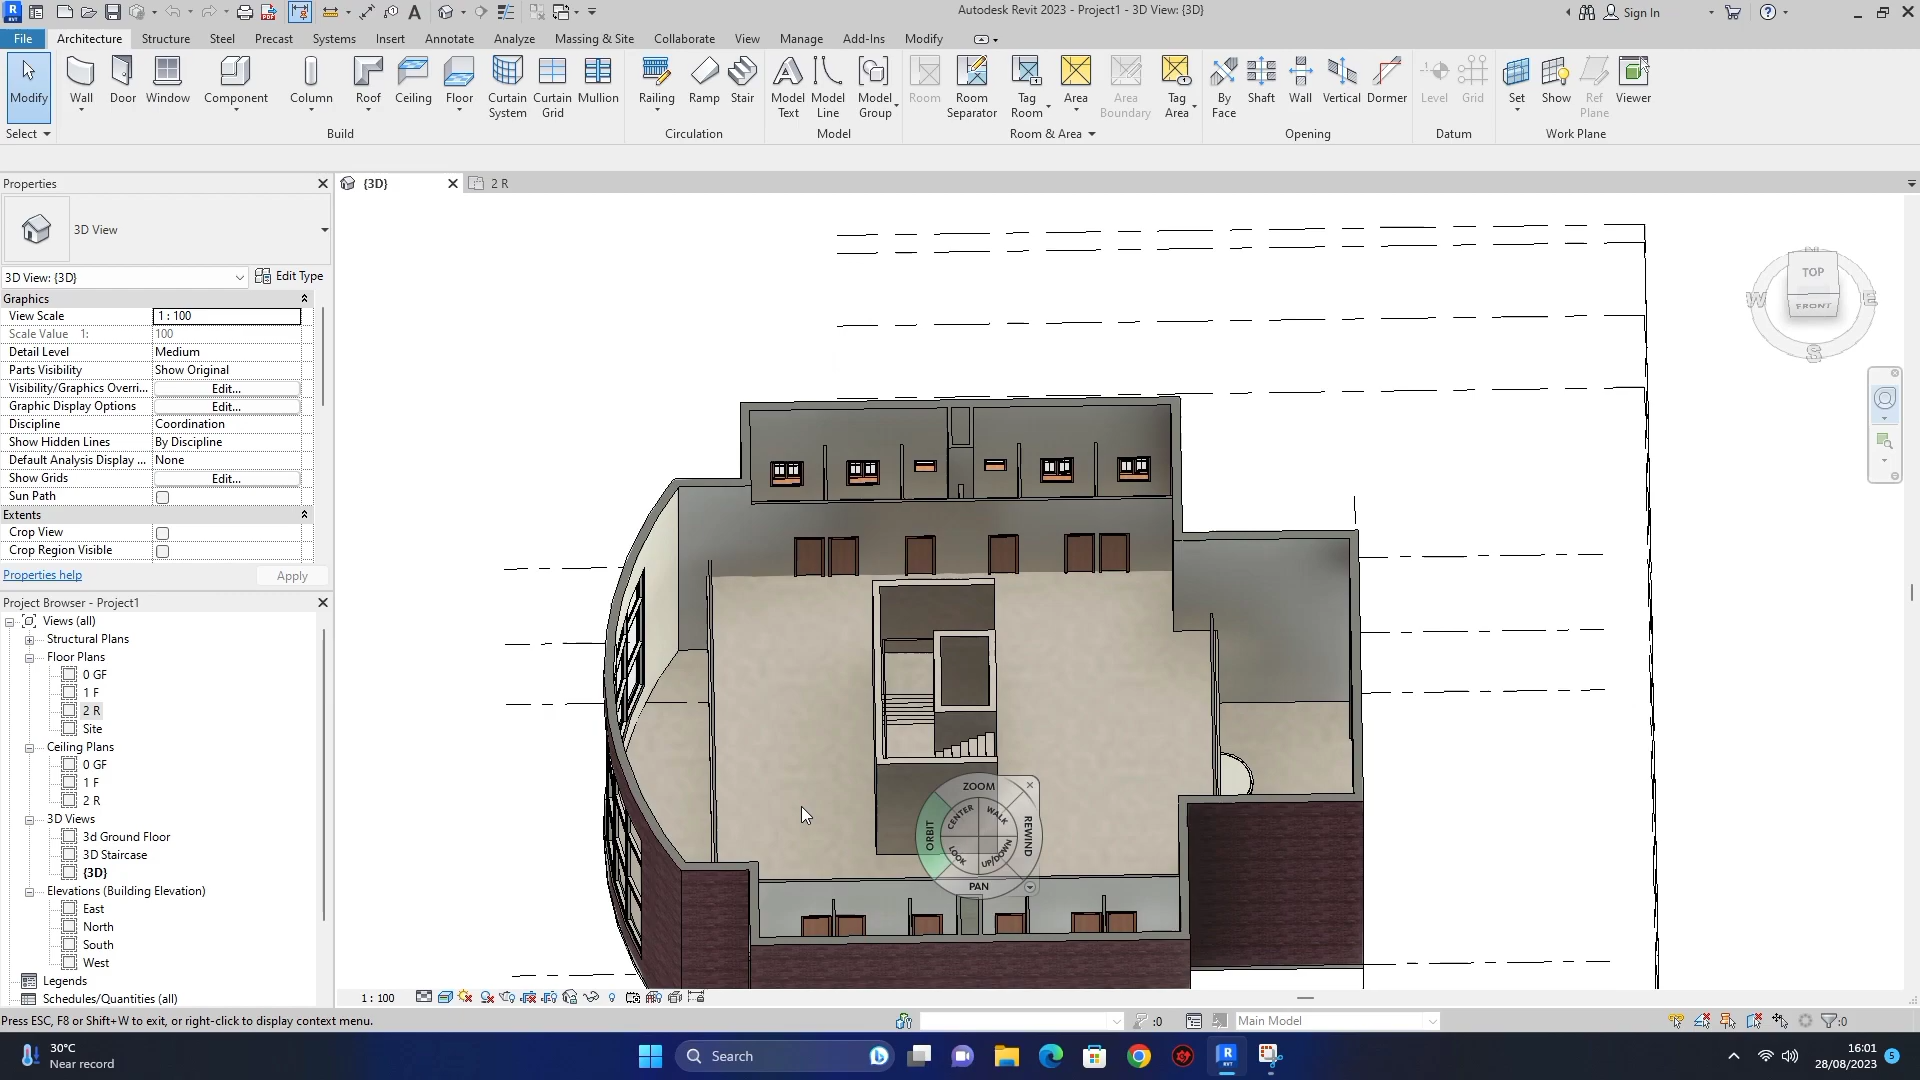 Autodesk Revit 2023 - Project1 - 3D View: {3D}
Sign In
File Architecture Structure Steel Precast Systems Insert Annotate Analyze Massing & Site Collaborate View Manage Add-Ins Modify
Modify Wall Door Window Component Column Roof Ceiling Floor Curtain System Curtain Grid Mullion Railing Ramp Stair Model Text Model Line Model Group Room Room Separator Tag Room Area Area Boundary Tag Area By Face Shaft Wall Vertical Dormer Level Grid Set Show Ref Plane Viewer
Select Build Circulation Model Room & Area Opening Datum Work Plane
Properties
{3D}
2 R
3D View
3D View: {3D}
Edit Type
Graphics
View Scale 1 : 100
Scale Value 1: 100
Detail Level Medium
Parts Visibility Show Original
Visibility/Graphics Overri... Edit...
Graphic Display Options Edit...
Discipline Coordination
Show Hidden Lines By Discipline
Default Analysis Display ... None
Show Grids Edit...
Sun Path
Extents
Crop View
Crop Region Visible
Properties help
Apply
Project Browser - Project1
Views (all)
Structural Plans
Floor Plans
0 GF
1 F
2 R
Site
Ceiling Plans
0 GF
1 F
2 R
3D Views
3d Ground Floor
3D Staircase
{3D}
Elevations (Building Elevation)
East
North
South
West
Legends
Schedules/Quantities (all)
TOP
FRONT
W
E
S
ZOOM
CENTER
WALK
ORBIT
REWIND
LOOK
UP/DOWN
PAN
1 : 100
Press ESC, F8 or Shift+W to exit, or right-click to display context menu.
:0
Main Model
:0
30°C
Near record
Search
16:01
28/08/2023
5